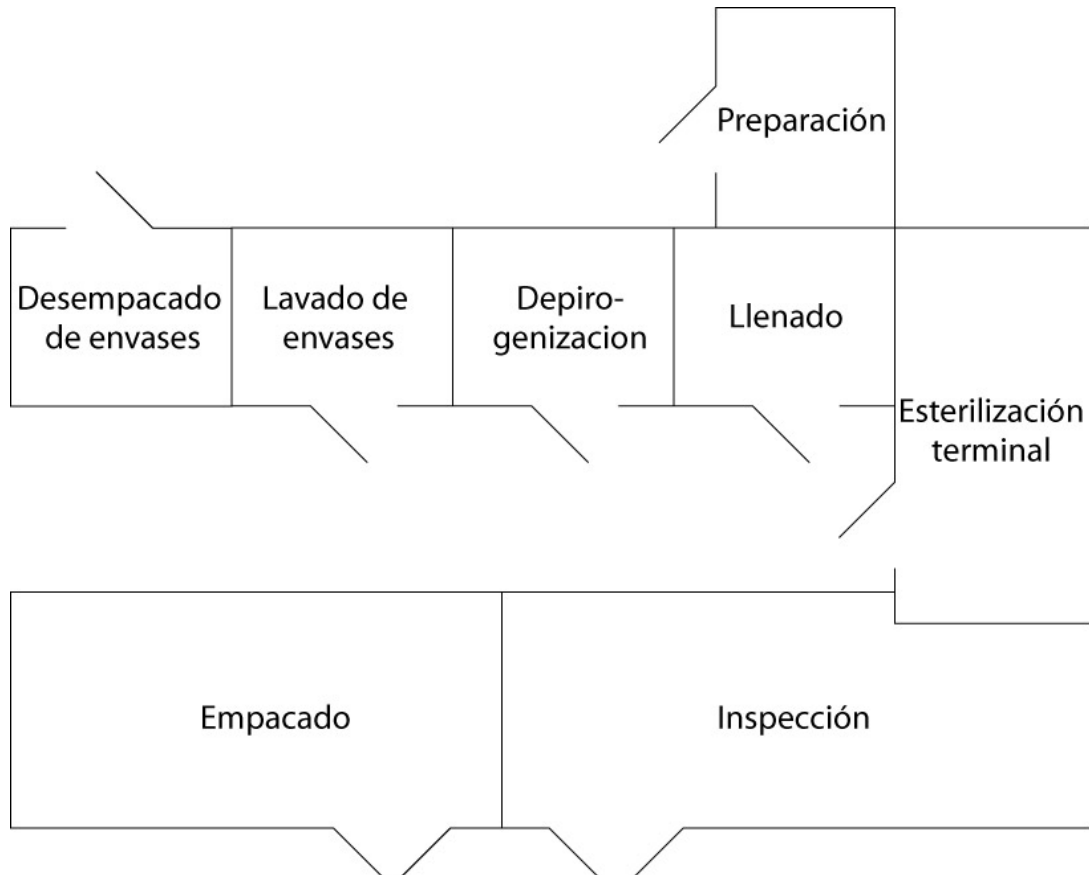 Preparación
Desempacado
de envases
Lavado de
envases
Depiro-
genizacion
Llenado
Esterilización
terminal
Empacado
Inspección